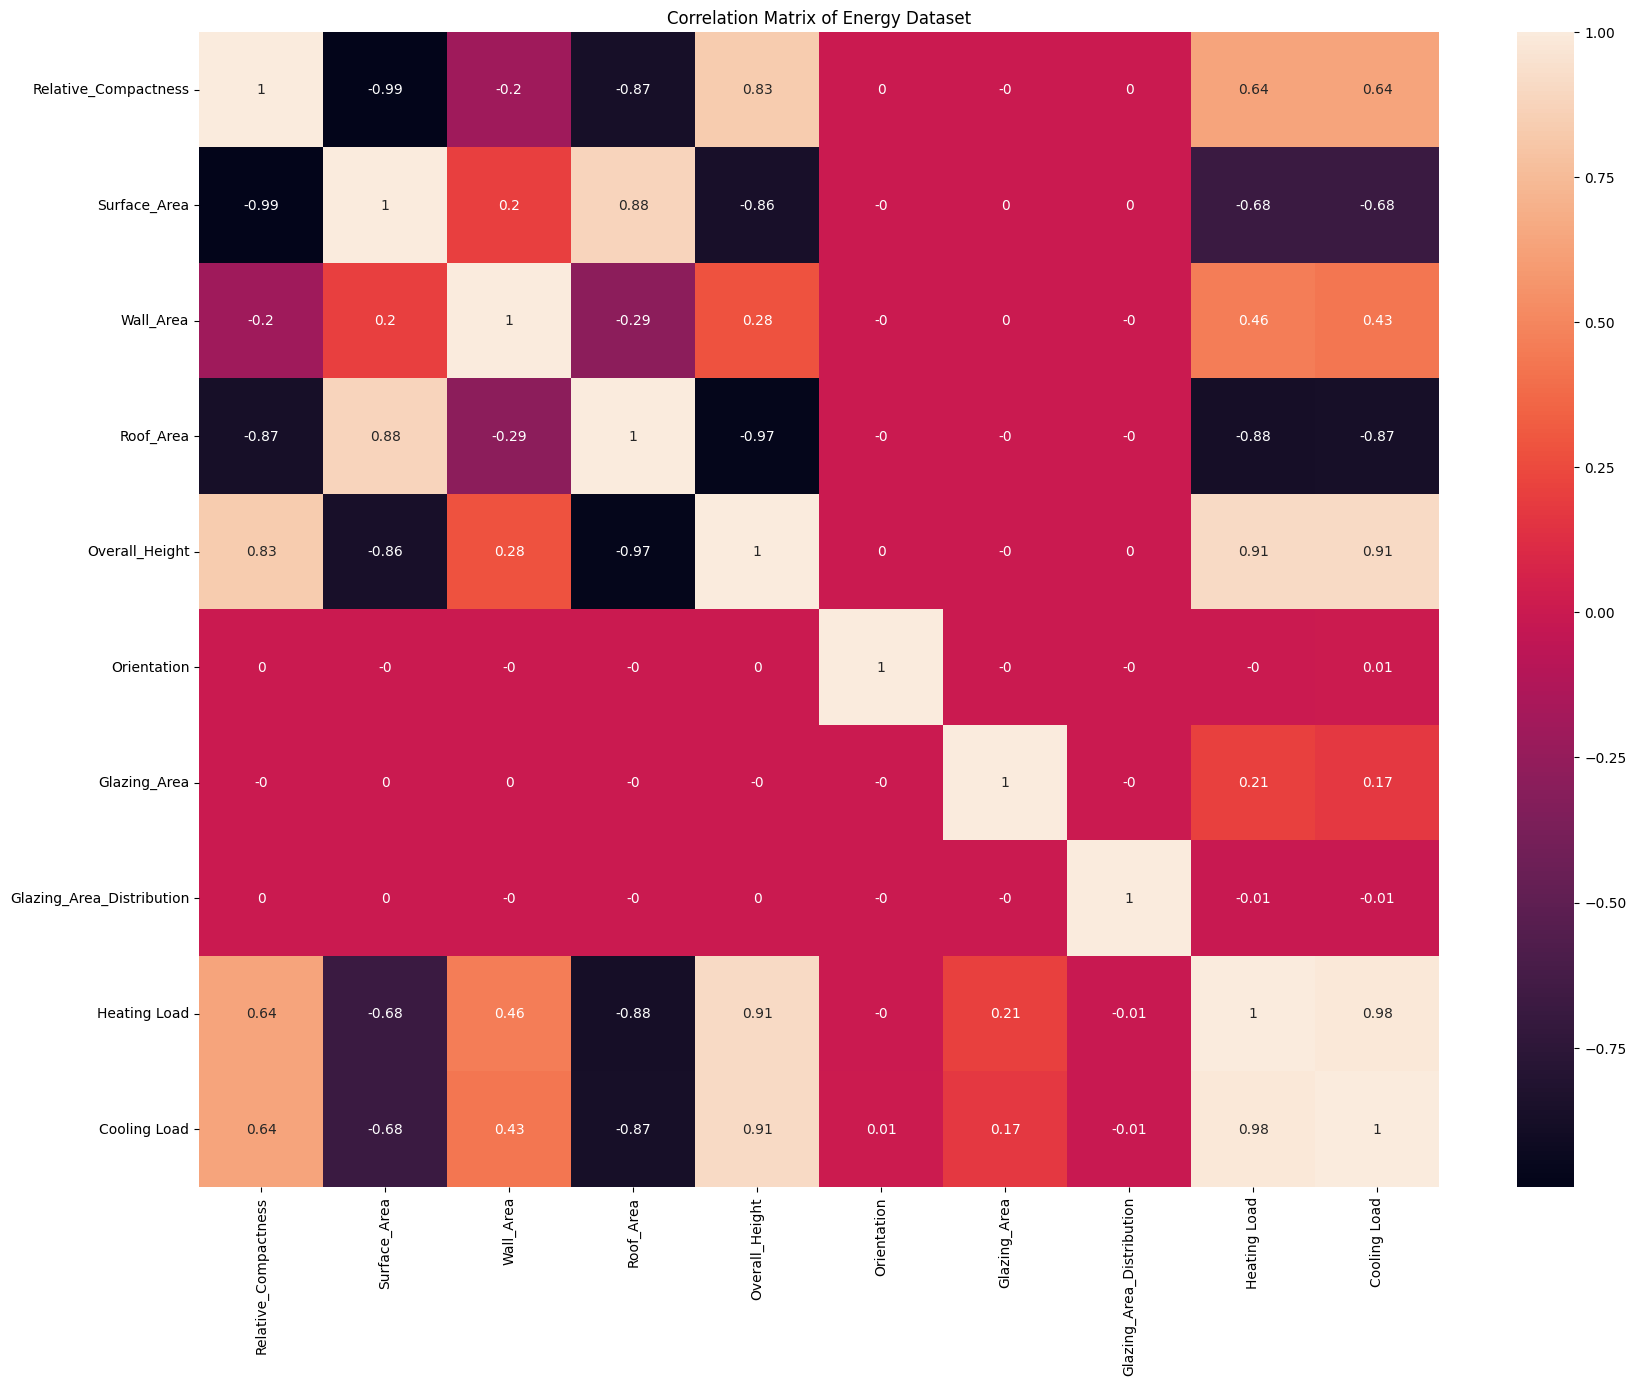 Correlation Matrix of Energy Dataset
Relative_Compactness 1 -0.99 -0.2 -0.87 0.83 0 -0 0 0.64 0.64
Surface_Area -0.99 1 0.2 0.88 -0.86 -0 0 0 -0.68 -0.68
Wall_Area -0.2 0.2 1 -0.29 0.28 -0 0 -0 0.46 0.43
Roof_Area -0.87 0.88 -0.29 1 -0.97 -0 -0 -0 -0.88 -0.87
Overall_Height 0.83 -0.86 0.28 -0.97 1 0 -0 0 0.91 0.91
Orientation 0 -0 -0 -0 0 1 -0 -0 -0 0.01
Glazing_Area -0 0 0 -0 -0 -0 1 -0 0.21 0.17
Glazing_Area_Distribution 0 0 -0 -0 0 -0 -0 1 -0.01 -0.01
Heating Load 0.64 -0.68 0.46 -0.88 0.91 -0 0.21 -0.01 1 0.98
Cooling Load 0.64 -0.68 0.43 -0.87 0.91 0.01 0.17 -0.01 0.98 1
Relative_Compactness
Surface_Area
Wall_Area
Roof_Area
Overall_Height
Orientation
Glazing_Area
Glazing_Area_Distribution
Heating Load
Cooling Load
1.00
0.75
0.50
0.25
0.00
−0.25
−0.50
−0.75